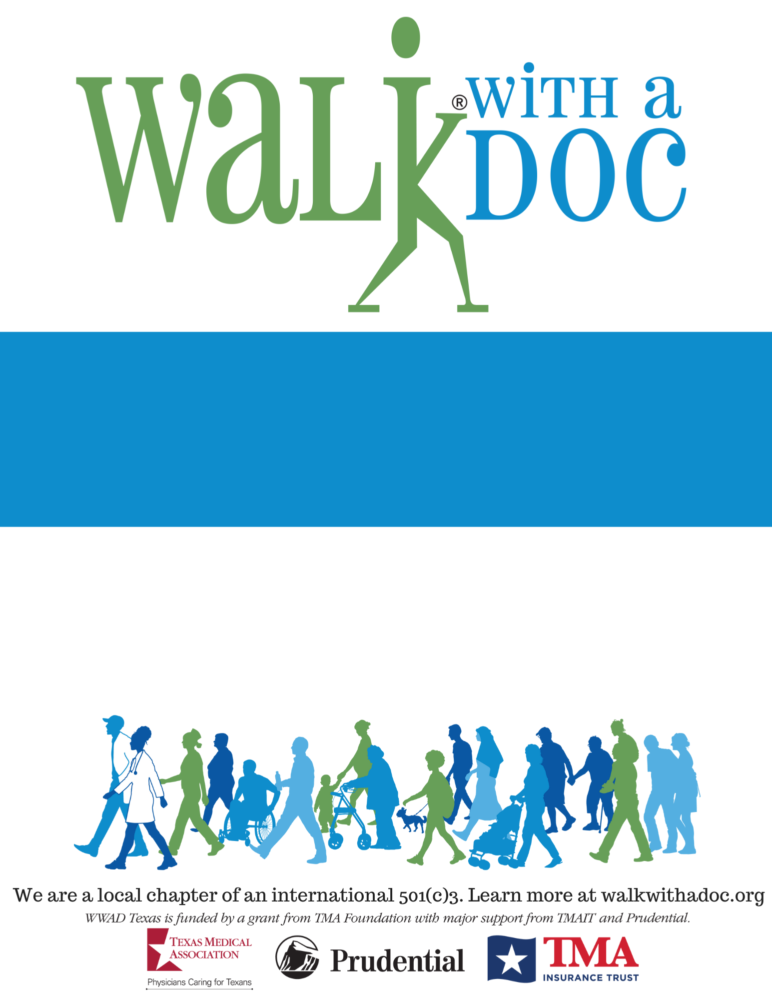 WaLk® WiTH a
DOC
We are a local chapter of an international 501(c)3. Learn more at walkwithadoc.org
WWAD Texas is funded by a grant from TMA Foundation with major support from TMAIT and Prudential.
TEXAS MEDICAL
ASSOCIATION
Physicians Caring for Texans
Prudential
TMA
INSURANCE TRUST